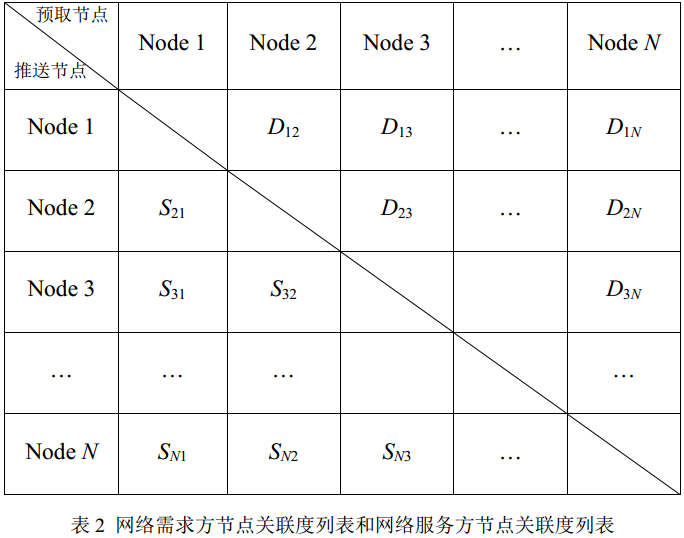 预取节点
推送节点
Node 1 Node 2 Node 3 … Node N
Node 1 D12 D13 … D1N
Node 2 S21 D23 … D2N
Node 3 S31 S32 D3N
… … … …
Node N SN1 SN2 SN3 …
表 2 网络需求方节点关联度列表和网络服务方节点关联度列表